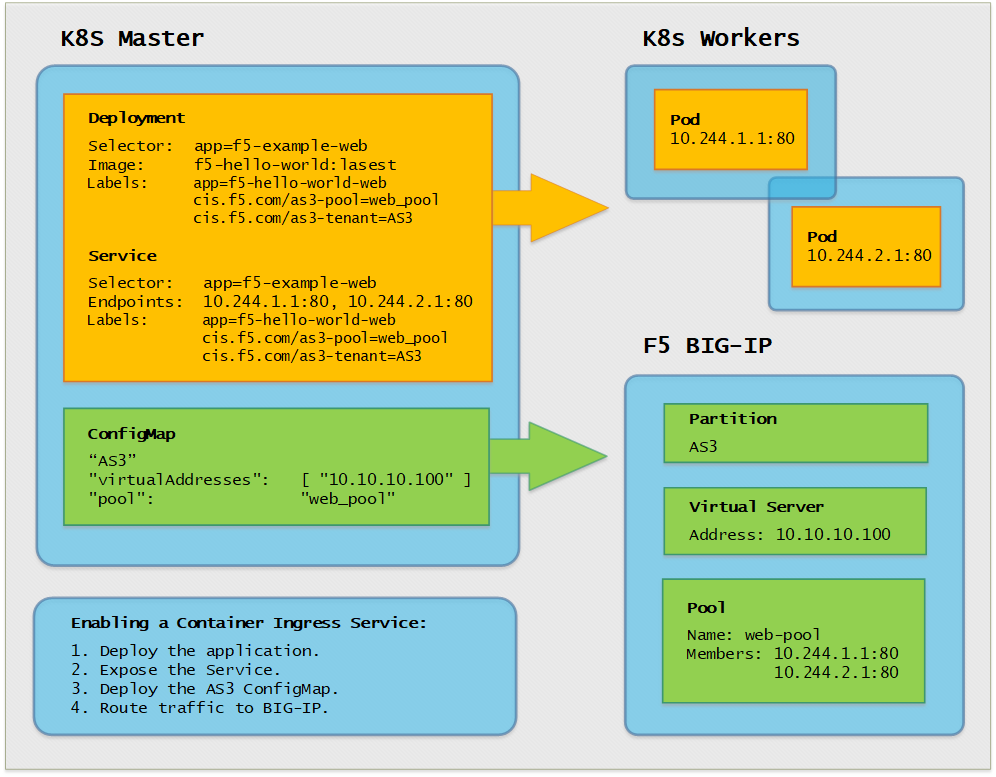 K8S Master
Deployment
Selector: app=f5-example-web
Image: f5-hello-world:lasest
Labels: app=f5-hello-world-web
cis.f5.com/as3-pool=web_pool
cis.f5.com/as3-tenant=AS3
Service
Selector: app=f5-example-web
Endpoints: 10.244.1.1:80, 10.244.2.1:80
Labels: app=f5-hello-world-web
cis.f5.com/as3-pool=web_pool
cis.f5.com/as3-tenant=AS3
ConfigMap
“AS3”
"virtualAddresses": [ "10.10.10.100" ]
"pool": "web_pool"
Enabling a Container Ingress Service:
1. Deploy the application.
2. Expose the Service.
3. Deploy the AS3 ConfigMap.
4. Route traffic to BIG-IP.
K8s Workers
Pod
10.244.1.1:80
Pod
10.244.2.1:80
F5 BIG-IP
Partition
AS3
Virtual Server
Address: 10.10.10.100
Pool
Name: web-pool
Members: 10.244.1.1:80
10.244.2.1:80